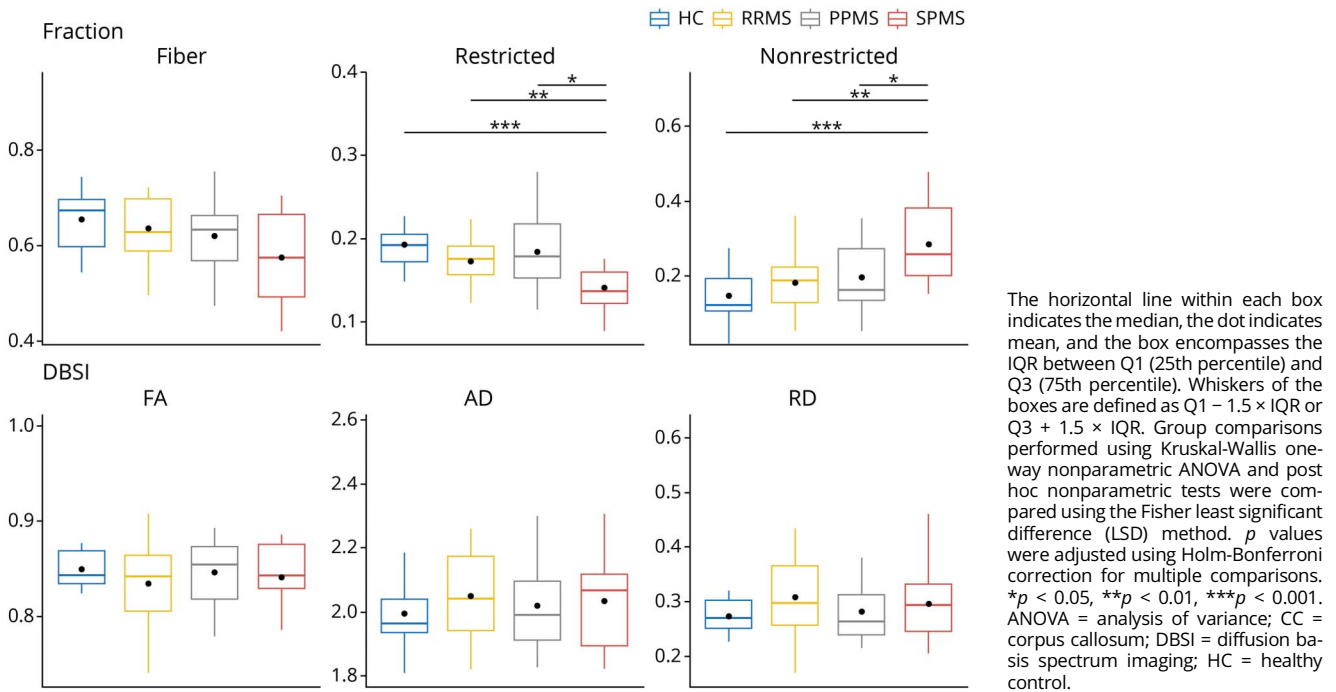 HC RRMS PPMS SPMS
Fraction
Fiber
0.8
0.6
0.4
Restricted
0.4
0.3
0.2
0.1
*
**
***
Nonrestricted
0.6
0.4
0.2
*
**
***
DBSI
FA
1.0
0.9
0.8
AD
2.6
2.4
2.2
2.0
1.8
RD
0.6
0.5
0.4
0.3
0.2
The horizontal line within each box
indicates the median, the dot indicates
mean, and the box encompasses the
IQR between Q1 (25th percentile) and
Q3 (75th percentile). Whiskers of the
boxes are defined as Q1 − 1.5 × IQR or
Q3 + 1.5 × IQR. Group comparisons
performed using Kruskal-Wallis one-
way nonparametric ANOVA and post
hoc nonparametric tests were com-
pared using the Fisher least significant
difference (LSD) method. p values
were adjusted using Holm-Bonferroni
correction for multiple comparisons.
*p < 0.05, **p < 0.01, ***p < 0.001.
ANOVA = analysis of variance; CC =
corpus callosum; DBSI = diffusion ba-
sis spectrum imaging; HC = healthy
control.